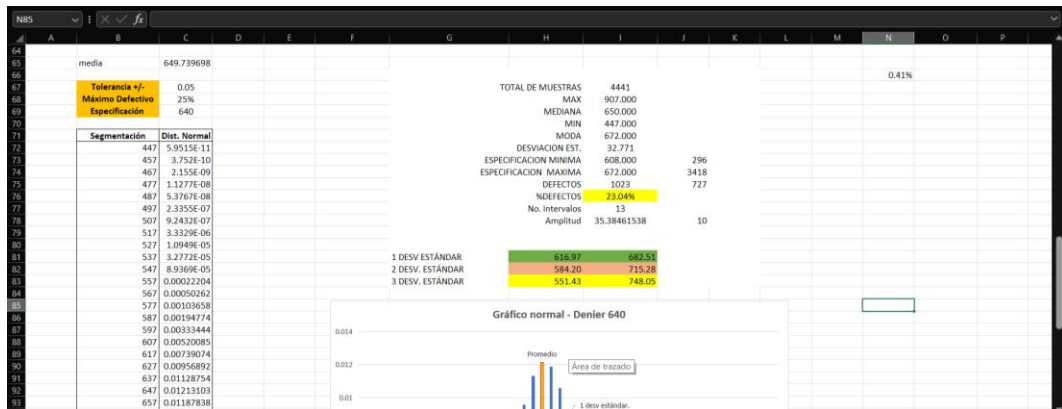 N85 fx
A B C D E F G H I J K L M N O P
64
65 media 649.739698
66 0.41%
67 Tolerancia +/- 0.05 TOTAL DE MUESTRAS 4441
68 Máximo Defectivo 25% MAX 907.000
69 Especificación 640 MEDIANA 650.000
70 MIN 447.000
71 Segmentación Dist. Normal MODA 672.000
72 447 5.9515E-11 DESVIACION EST. 32.771
73 457 3.752E-10 ESPECIFICACION MINIMA 608.000 296
74 467 2.155E-09 ESPECIFICACION MAXIMA 672.000 3418
75 477 1.1277E-08 DEFECTOS 1023 727
76 487 5.3767E-08 %DEFECTOS 23.04%
77 497 2.3355E-07 No. Intervalos 13
78 507 9.2432E-07 Amplitud 35.38461538 10
79 517 3.3329E-06
80 527 1.0949E-05
81 537 3.2772E-05 1 DESV ESTÁNDAR 616.97 682.51
82 547 8.9369E-05 2 DESV. ESTÁNDAR 584.20 715.28
83 557 0.00022204 3 DESV. ESTÁNDAR 551.43 748.05
84 567 0.00050262
85 577 0.00103658
86 587 0.00194774 Gráfico normal - Denier 640
87 597 0.00333444 0.014
88 607 0.00520085
89 617 0.00739074 Promedio
90 627 0.00956892 0.012 Área de trazado
91 637 0.01128754
92 647 0.01213103 0.01
93 657 0.01187838 1 desv estándar.